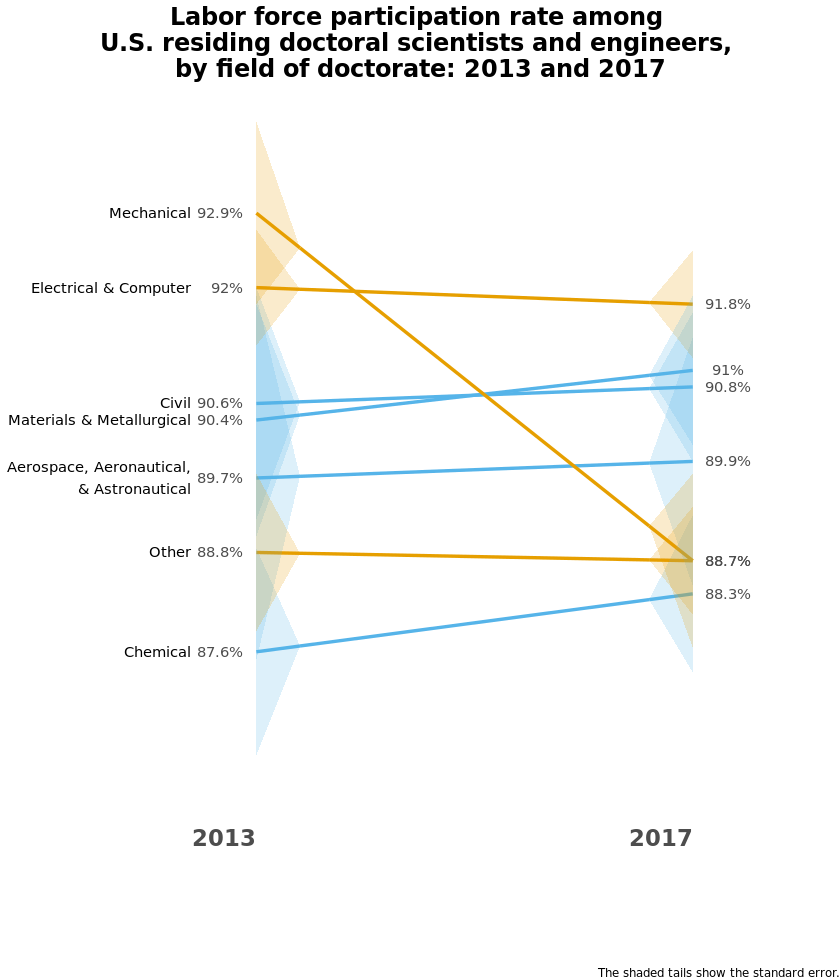 Labor force participation rate among
U.S. residing doctoral scientists and engineers,
by field of doctorate: 2013 and 2017
Mechanical 92.9%
Electrical & Computer 92%
91.8%
91%
90.8%
Civil 90.6%
Materials & Metallurgical 90.4%
89.9%
Aerospace, Aeronautical,
& Astronautical 89.7%
Other 88.8%
88.7%
88.3%
Chemical 87.6%
2013 2017
The shaded tails show the standard error.